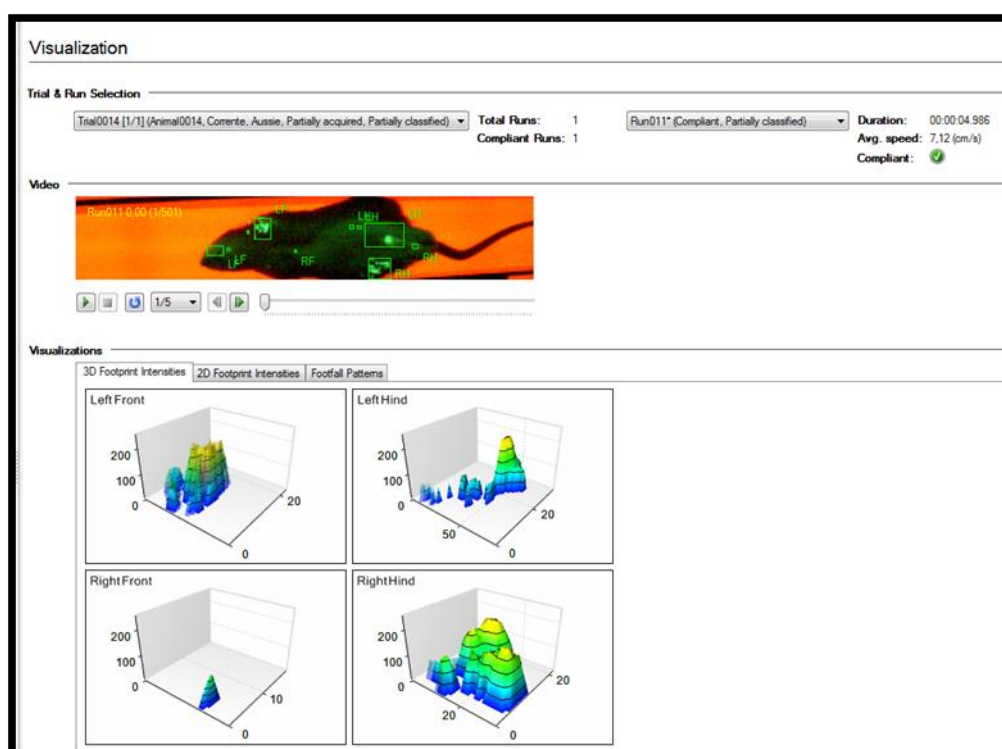 Visualization
Trial & Run Selection
Trial0014 [1/1] (Animal0014, Corrente, Aussie, Partially acquired, Partially classified)
Total Runs: 1
Run011* (Compliant, Partially classified)
Duration: 00:00:04.986
Compliant Runs: 1
Avg. speed: 7,12 (cm/s)
Compliant:
Video
Run011 0,00 (1/501)
LF
LH
RF
LF
RH
RH
1/5
Visualizations
3D Footprint Intensities
2D Footprint Intensities
Footfall Patterns
Left Front
200
100
0
20
0
Left Hind
200
100
0
50
20
0
Right Front
200
100
0
10
0
Right Hind
200
100
0
20
20
0